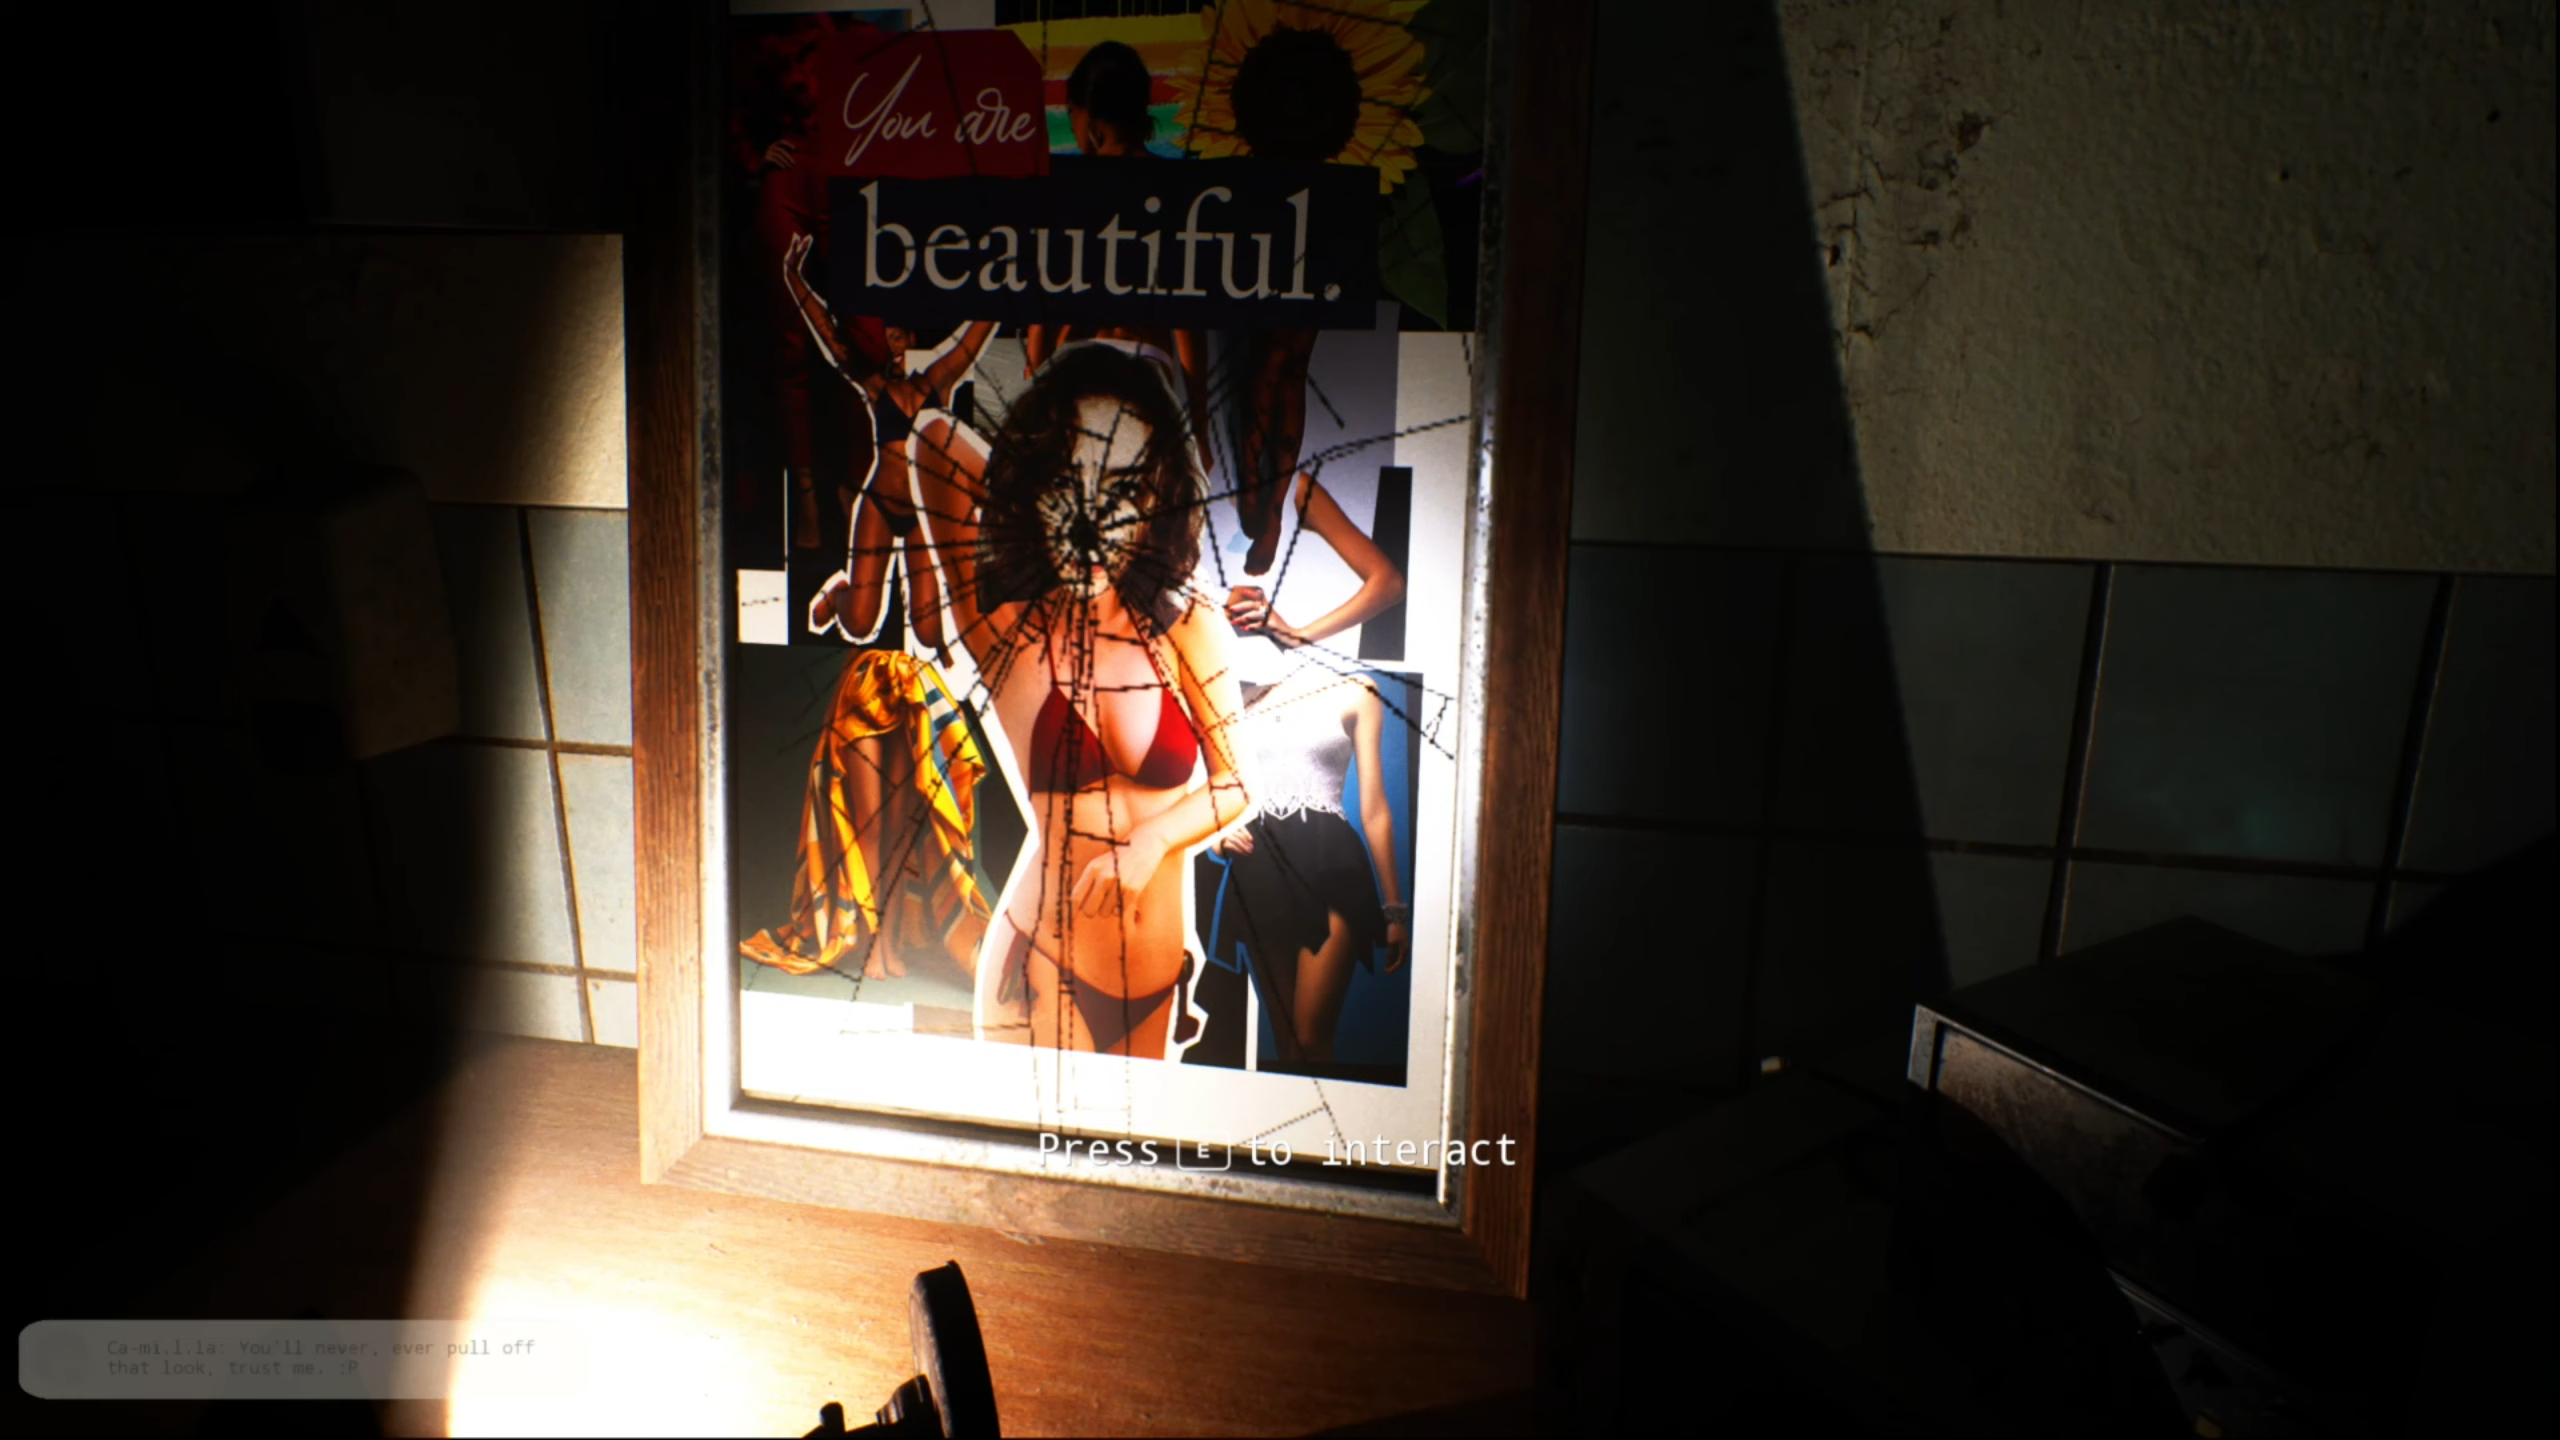 You are
beautiful.
Press E to interact
Ca-mi.l.la: You'll never, ever pull off
that look, trust me. :P